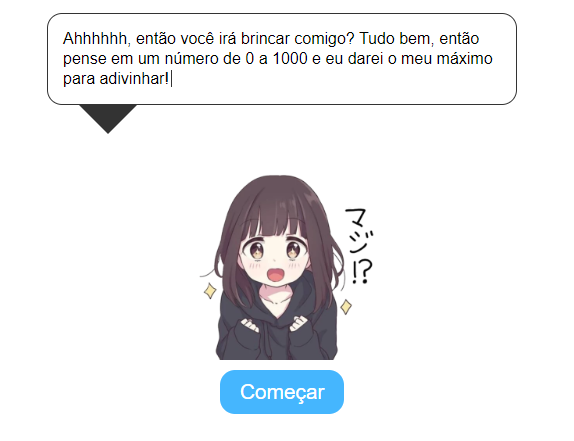 Ahhhhhh, então você irá brincar comigo? Tudo bem, então
pense em um número de 0 a 1000 e eu darei o meu máximo
para adivinhar!|
マジ!?
Começar